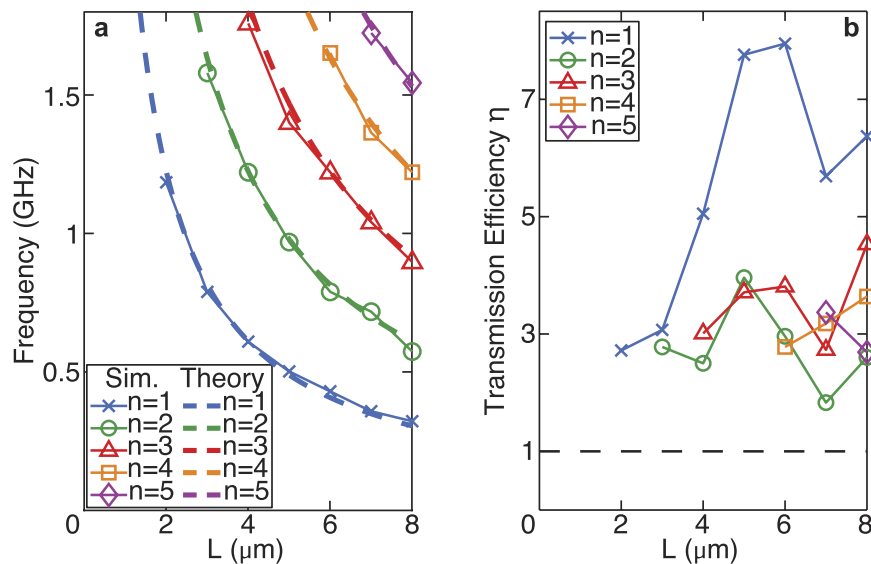 a
Frequency (GHz)
1.5
1
0.5
0
2
4
6
8
L (μm)
Sim. Theory
n=1 n=1
n=2 n=2
n=3 n=3
n=4 n=4
n=5 n=5
b
n=1
n=2
n=3
n=4
n=5
Transmission Efficiency η
7
5
3
1
0
2
4
6
8
L (μm)